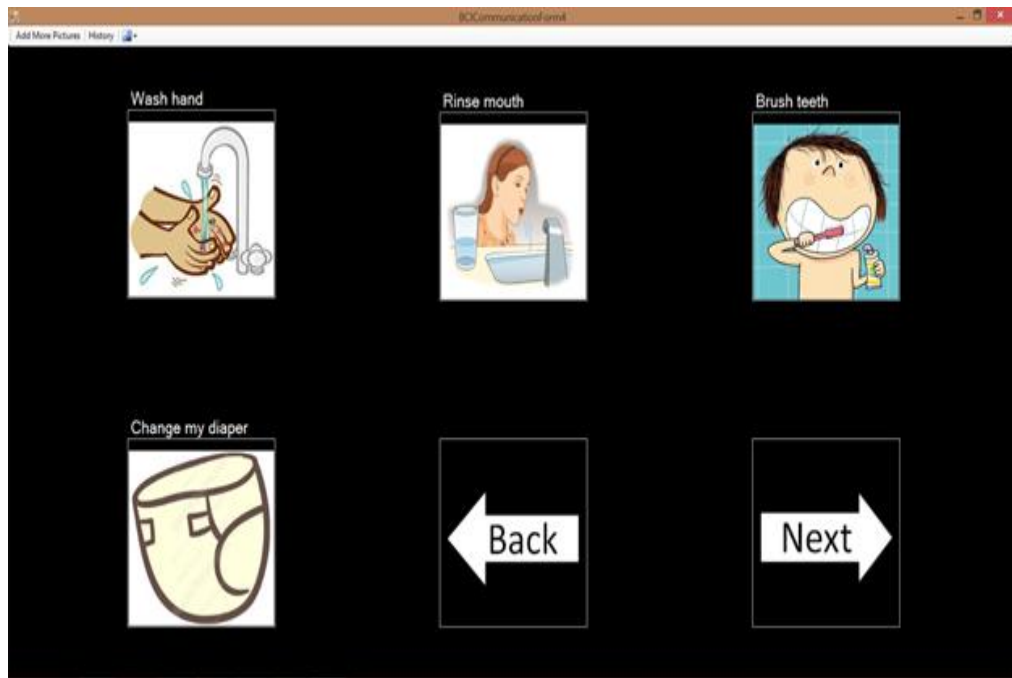 BCICommunicationForm4
Add More Pictures History
Wash hand
Rinse mouth
Brush teeth
Change my diaper
Back
Next